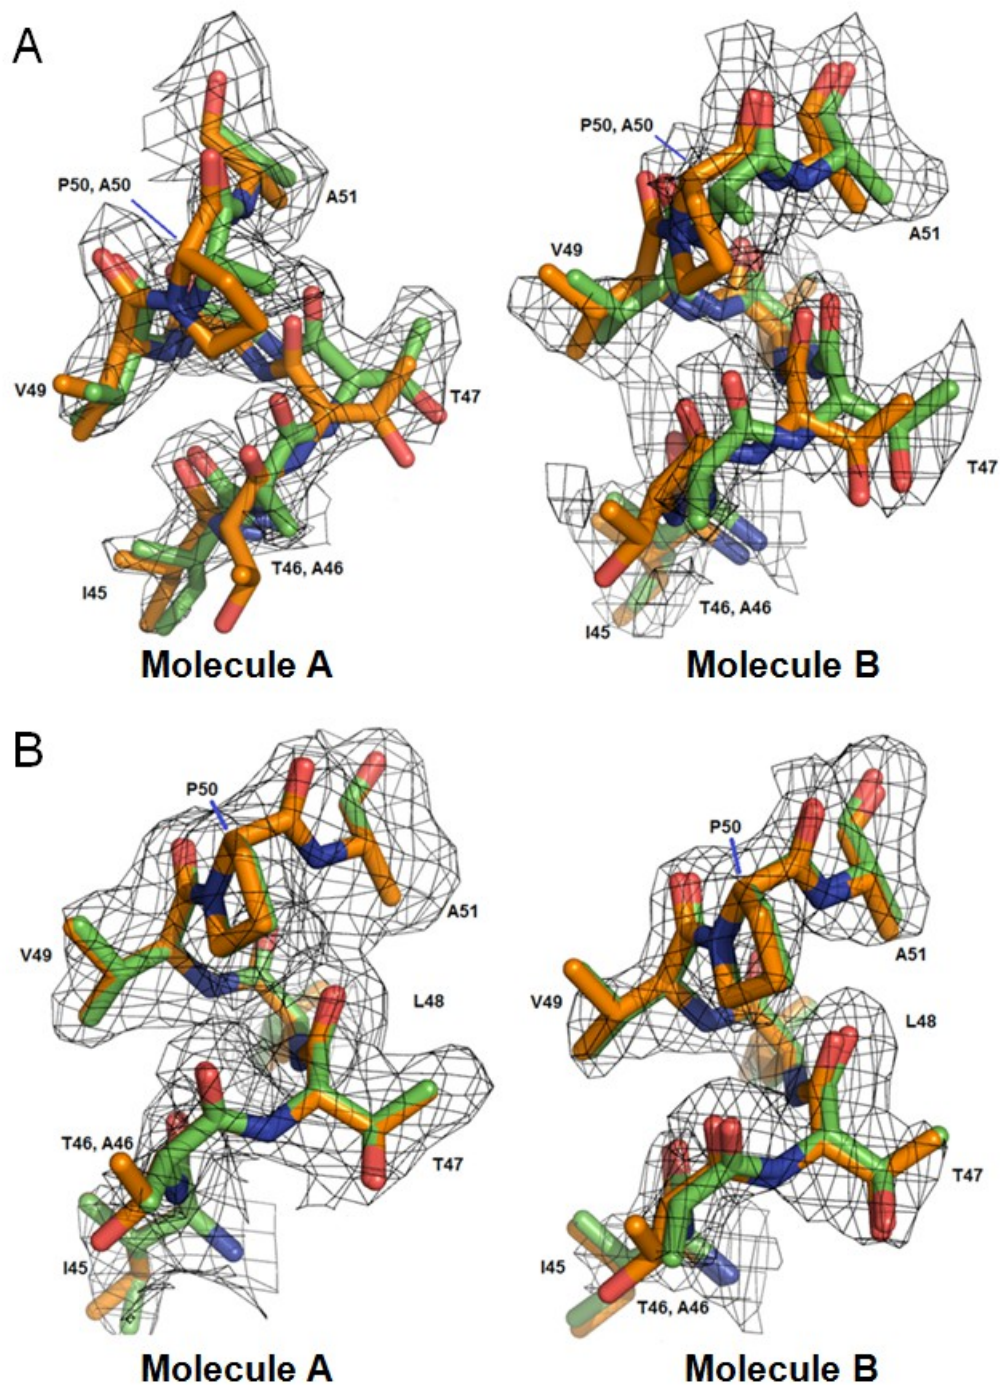 A
P50, A50
A51
V49
T47
I45
T46, A46
Molecule A
P50, A50
A51
V49
T47
T46, A46
I45
Molecule B
B
P50
A51
V49
L48
T46, A46
T47
I45
Molecule A
P50
A51
V49
L48
T47
I45
T46, A46
Molecule B